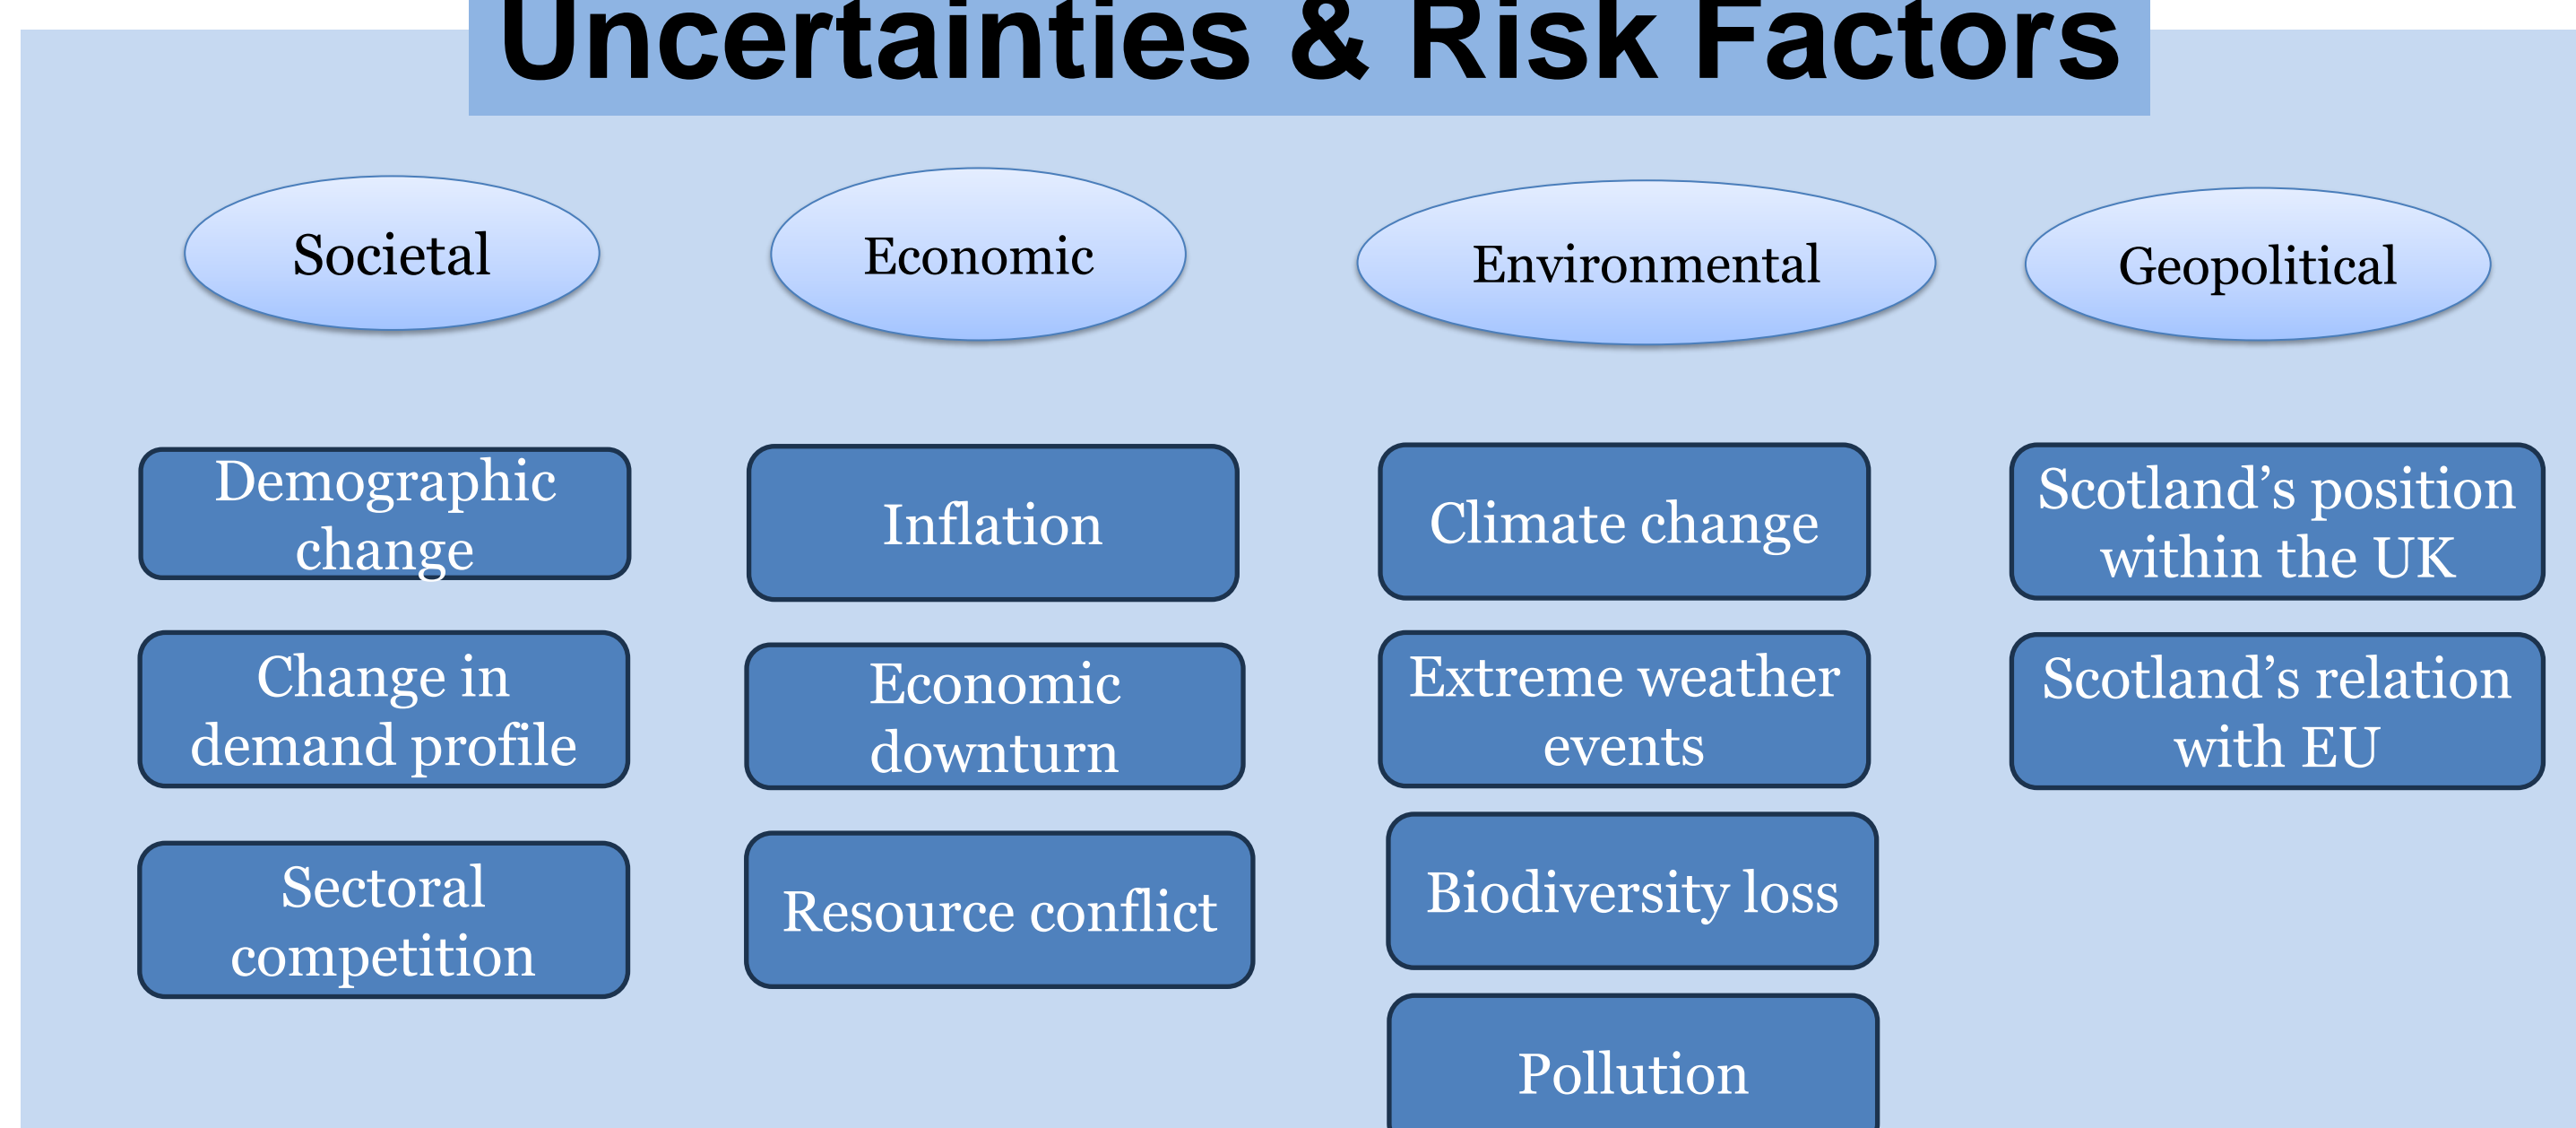 Uncertainties & Risk Factors
Societal
Economic
Environmental
Geopolitical
Demographic
change
Change in
demand profile
Sectoral
competition
Inflation
Economic
downturn
Resource conflict
Climate change
Extreme weather
events
Biodiversity loss
Pollution
Scotland’s position
within the UK
Scotland’s relation
with EU